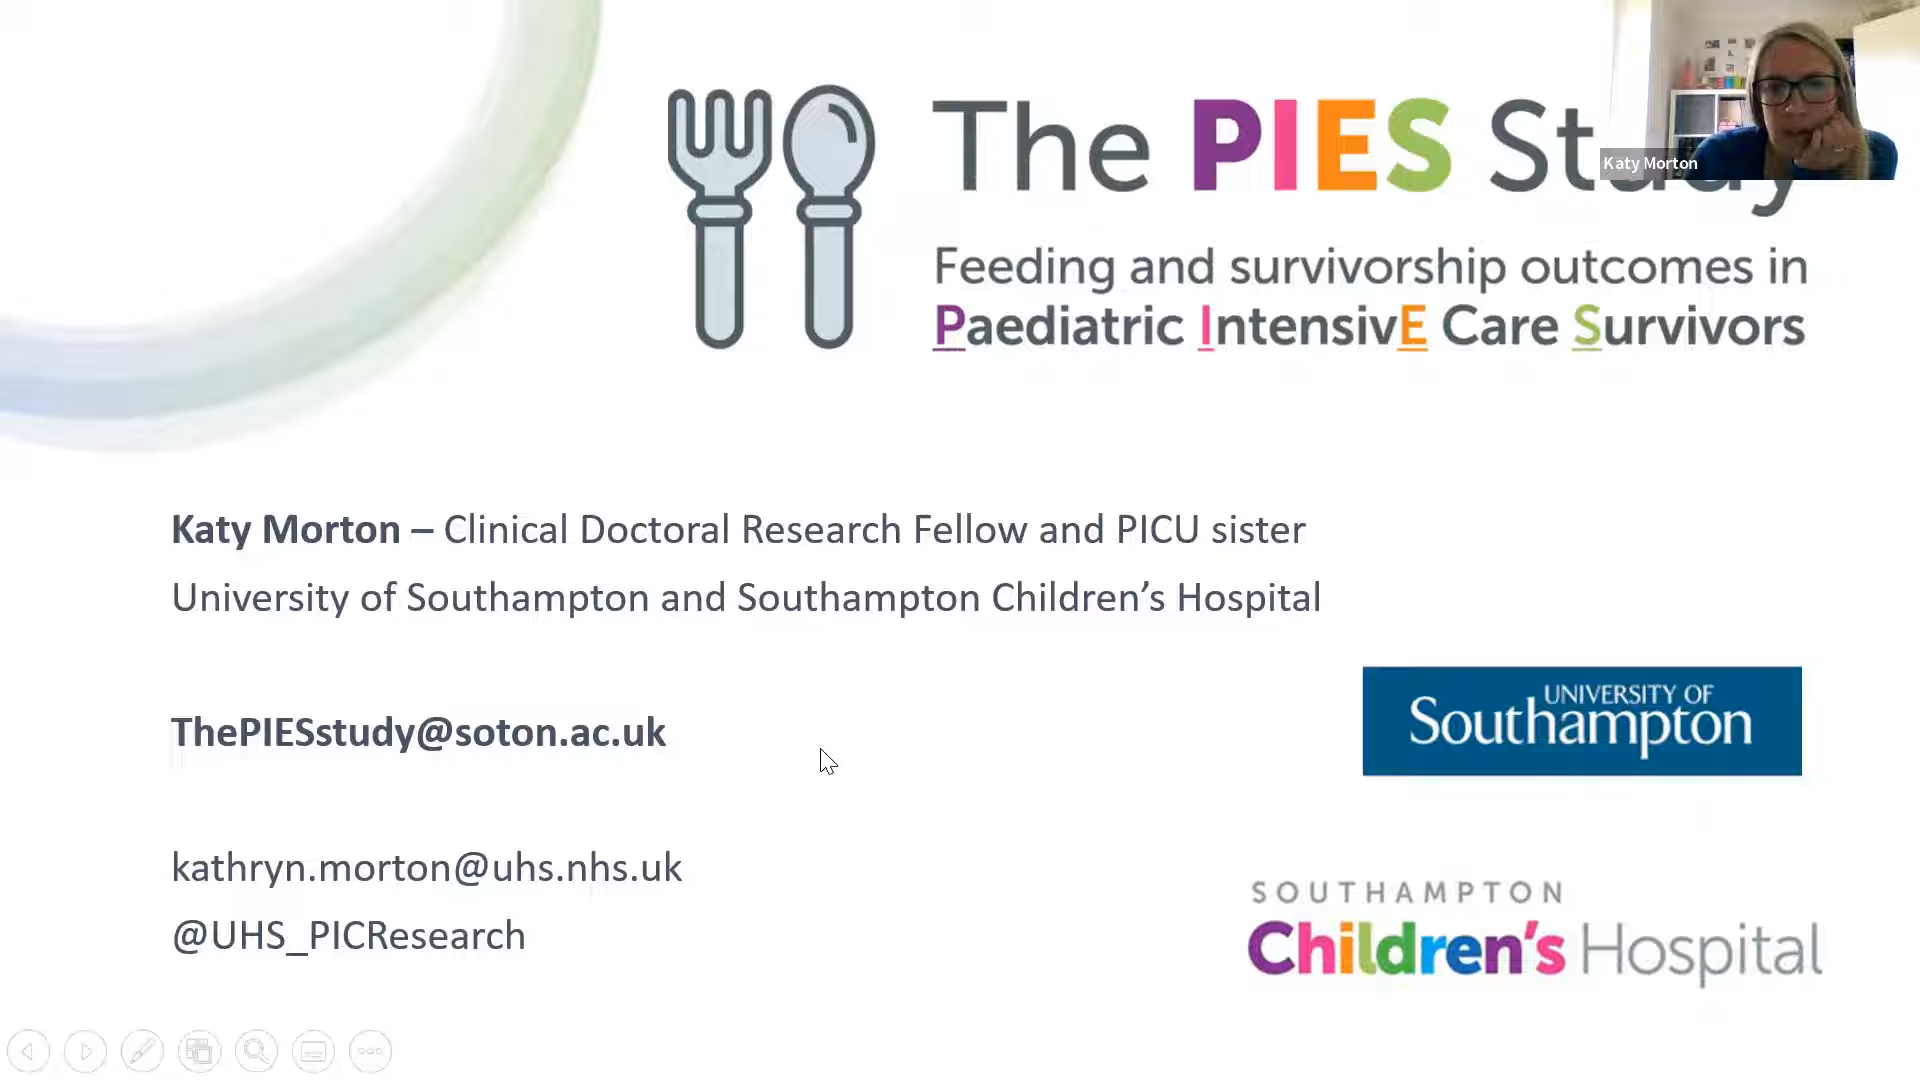 The PIES St y
Katy Morton
Feeding and survivorship outcomes in
Paediatric IntensivE Care Survivors
Katy Morton – Clinical Doctoral Research Fellow and PICU sister
University of Southampton and Southampton Children’s Hospital
ThePIESstudy@soton.ac.uk
UNIVERSITY OF
Southampton
kathryn.morton@uhs.nhs.uk
SOUTHAMPTON
@UHS_PICResearch
Children's Hospital